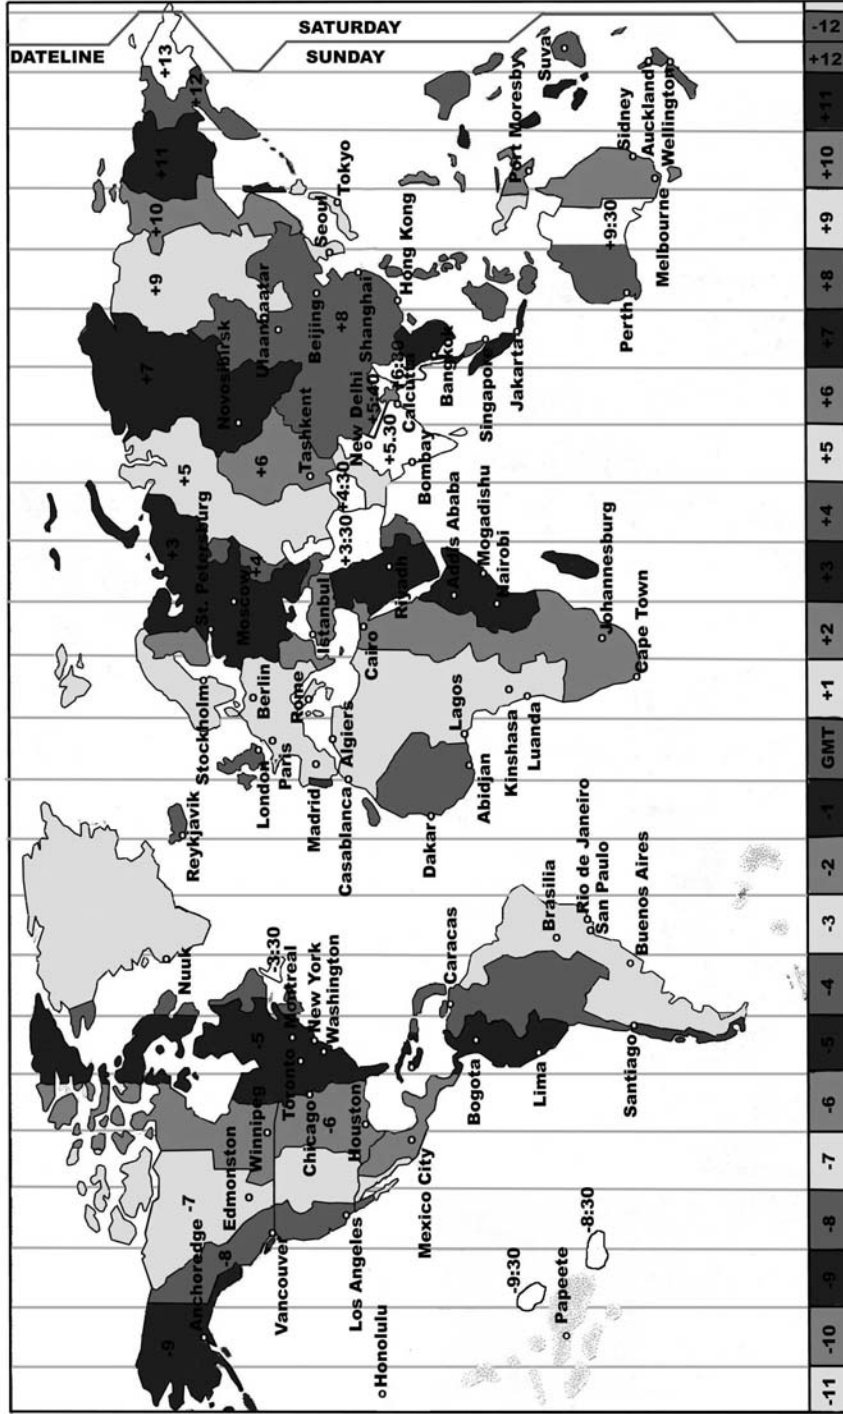 SATURDAY
DATELINE
SUNDAY
-9
Anchoredge
-8
-7
Edmonston
Winnipeg
Vancouver
Los Angeles
Honolulu
Toronto
Chicago
-6
Houston
Mexico City
-5
-3:30
Montreal
New York
Washington
Nuuk
Caracas
Bogota
Lima
Santiago
Brasilia
Rio de Janeiro
San Paulo
Buenos Aires
-9:30
-8:30
Papeete
Reykjavik
Stockholm
London
Paris
Berlin
Rome
Madrid
Algiers
Casablanca
Dakar
Abidjan
Lagos
Kinshasa
Luanda
Cairo
Istanbul
St. Petersburg
Moscow
+3
+4
+3:30
+4:30
Riyadh
Addis Ababa
Mogadishu
Nairobi
Johannesburg
Cape Town
+5
+6
Tashkent
New Delhi
+5:40
+5.30
+6:30
Calcutta
Bombay
+7
Novosibirsk
Ulaanbaatar
Beijing
+8
Shanghai
Hong Kong
Bangkok
Singapore
Jakarta
+9
+10
+11
+12
+13
Seoul
Tokyo
Port Moresby
Suva
Perth
+9:30
Melbourne
Sidney
Auckland
Wellington
-11
-10
-9
-8
-7
-6
-5
-4
-3
-2
-1
GMT
+1
+2
+3
+4
+5
+6
+7
+8
+9
+10
+11
+12
-12